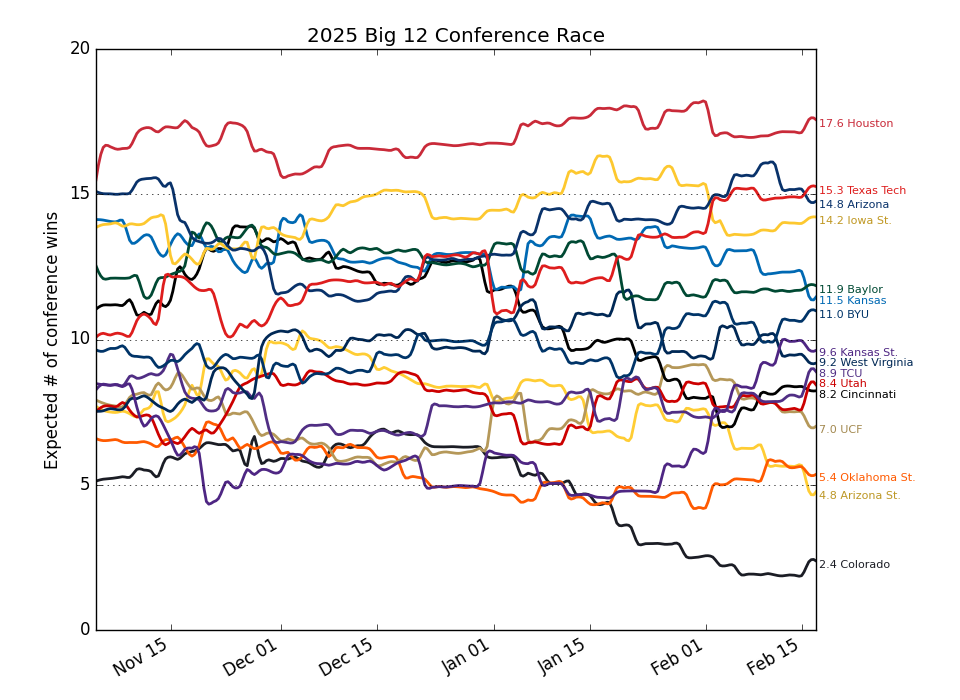 2025 Big 12 Conference Race
Expected # of conference wins
20
15
10
5
0
17.6 Houston
15.3 Texas Tech
14.8 Arizona
14.2 Iowa St.
11.9 Baylor
11.5 Kansas
11.0 BYU
9.6 Kansas St.
9.2 West Virginia
8.9 TCU
8.4 Utah
8.2 Cincinnati
7.0 UCF
5.4 Oklahoma St.
4.8 Arizona St.
2.4 Colorado
Nov 15
Dec 01
Dec 15
Jan 01
Jan 15
Feb 01
Feb 15